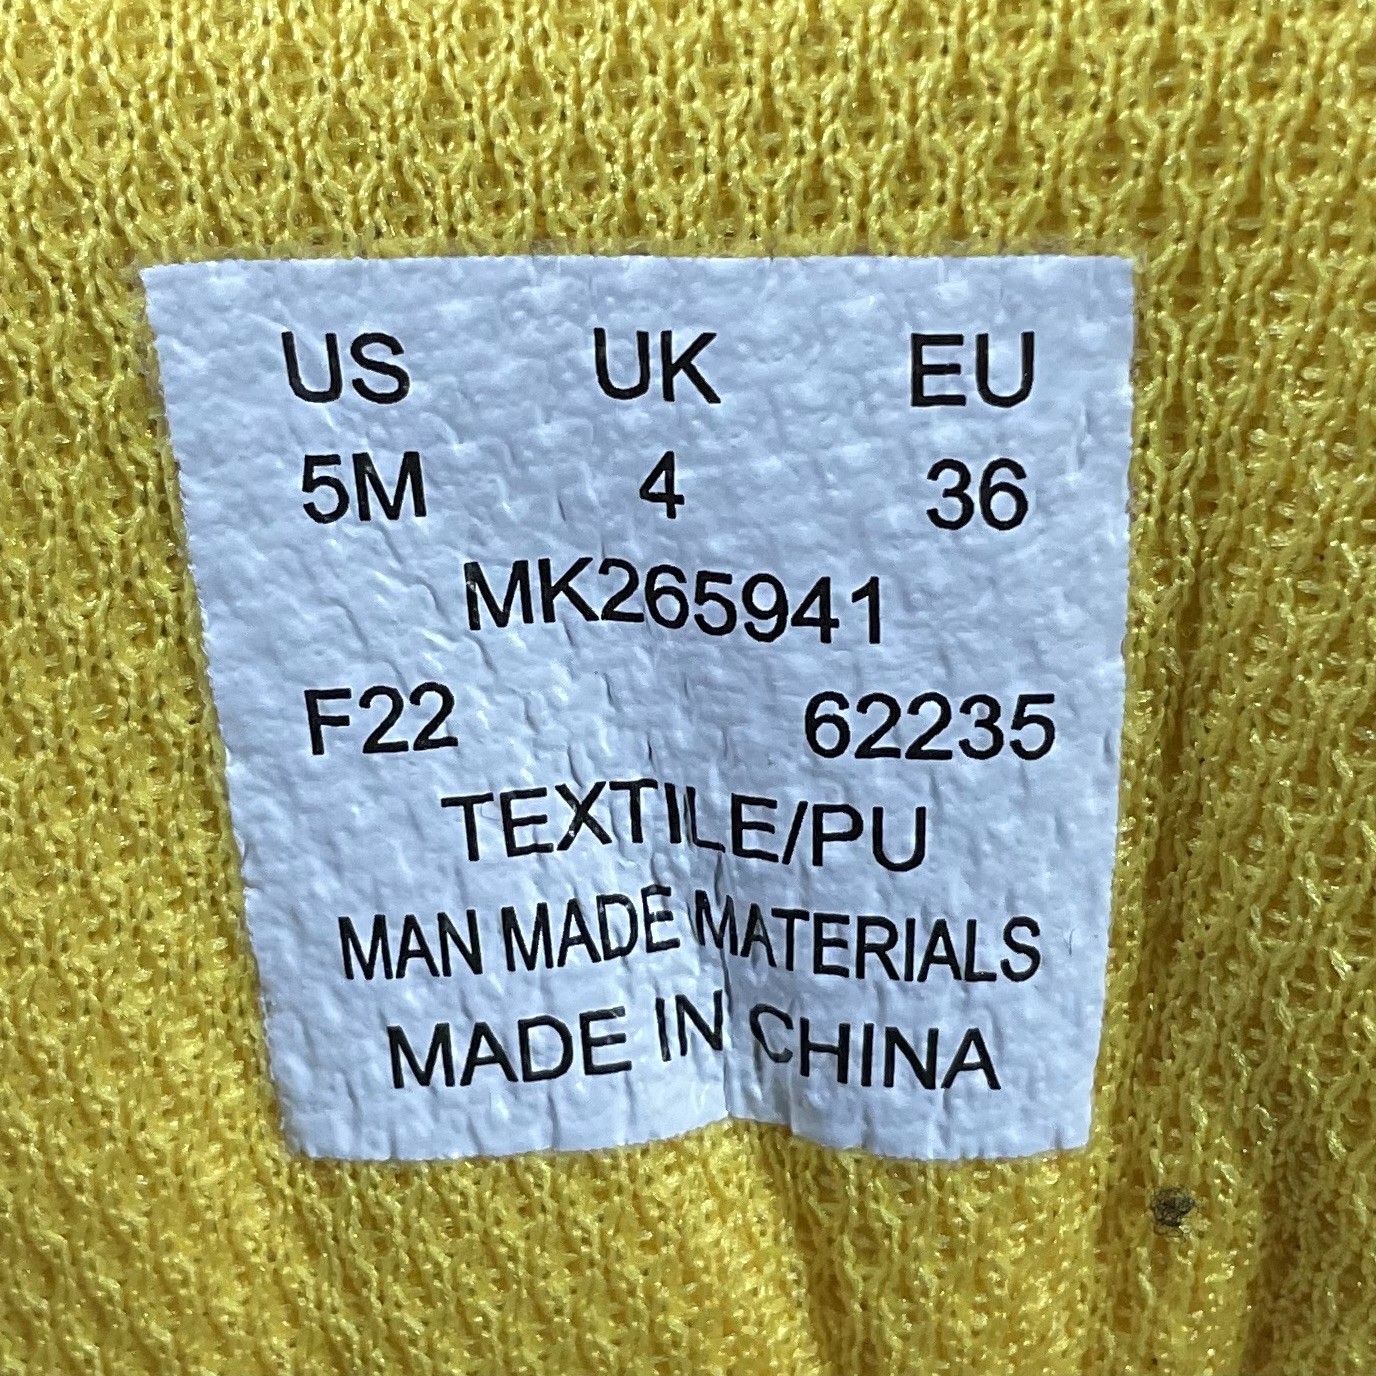 US UK EU
5M 4 36
MK265941
F22 62235
TEXTILE/PU
MAN MADE MATERIALS
MADE IN CHINA